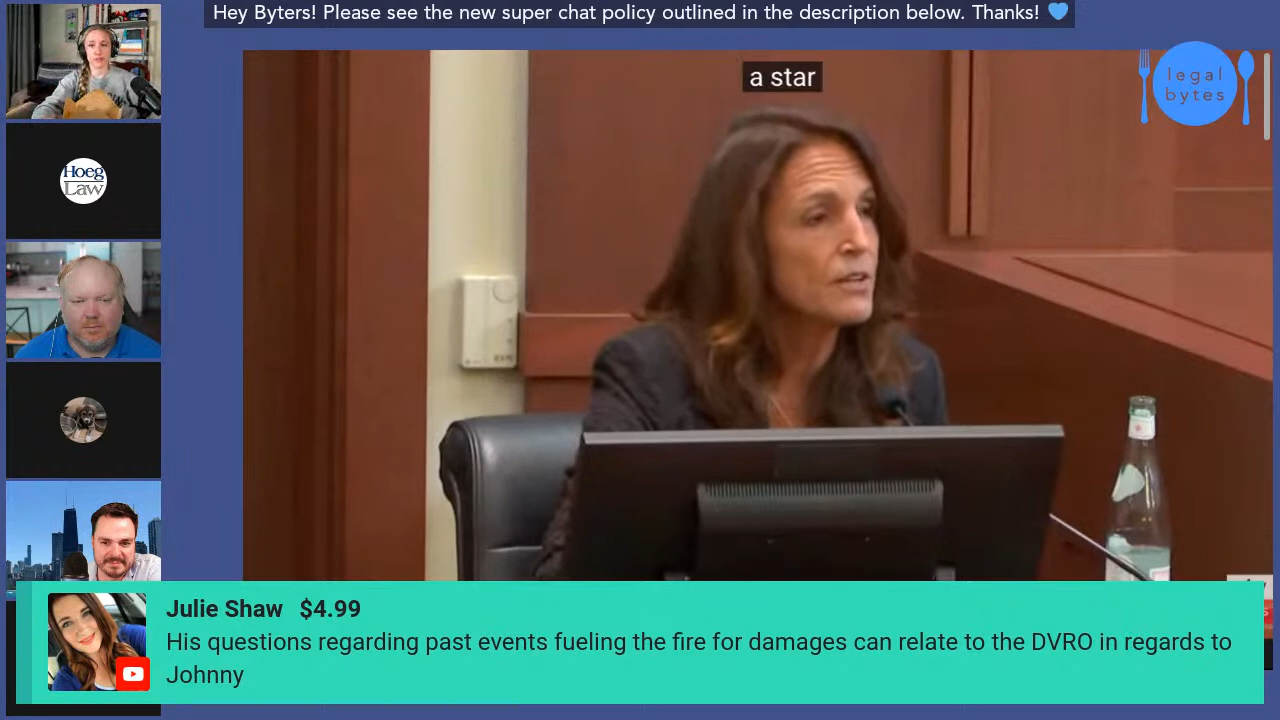 Hey Byters! Please see the new super chat policy outlined in the description below. Thanks! 💙
a star
legal
bytes
Hoeg
Law
Julie Shaw $4.99
His questions regarding past events fueling the fire for damages can relate to the DVRO in regards to
Johnny